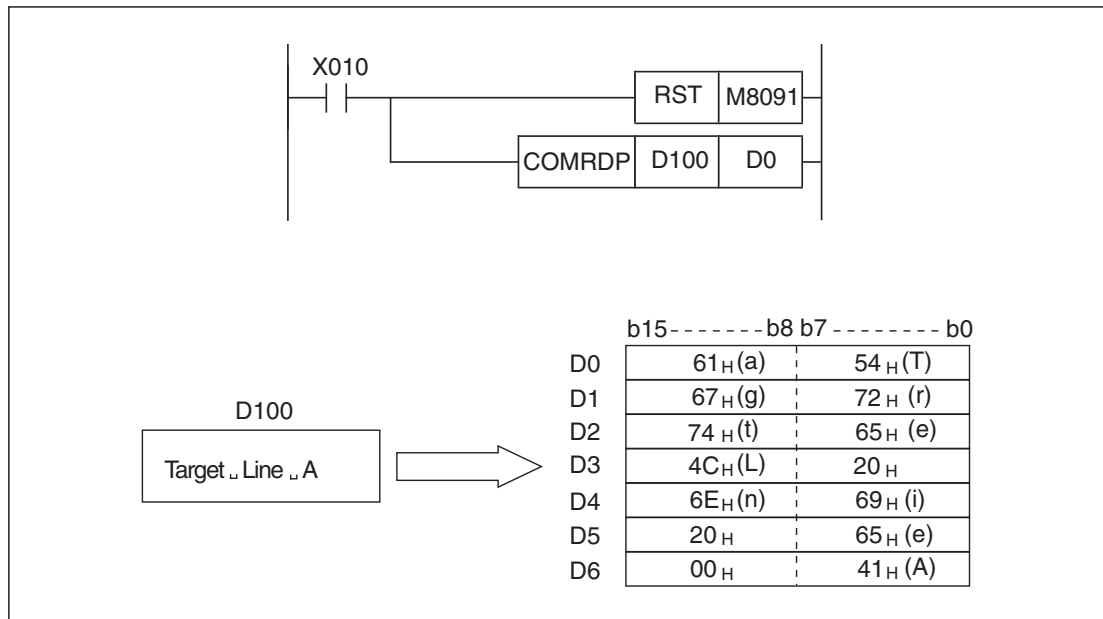 X010
RST M8091
COMRDP D100 D0
b15- - - - - - - b8 b7 - - - - - - - - b0
D0 61H(a) 54H(T)
D1 67H(g) 72H(r)
D2 74H(t) 65H(e)
D3 4CH(L) 20H
D4 6EH(n) 69H(i)
D5 20H 65H(e)
D6 00H 41H(A)
D100
Target␣Line␣A